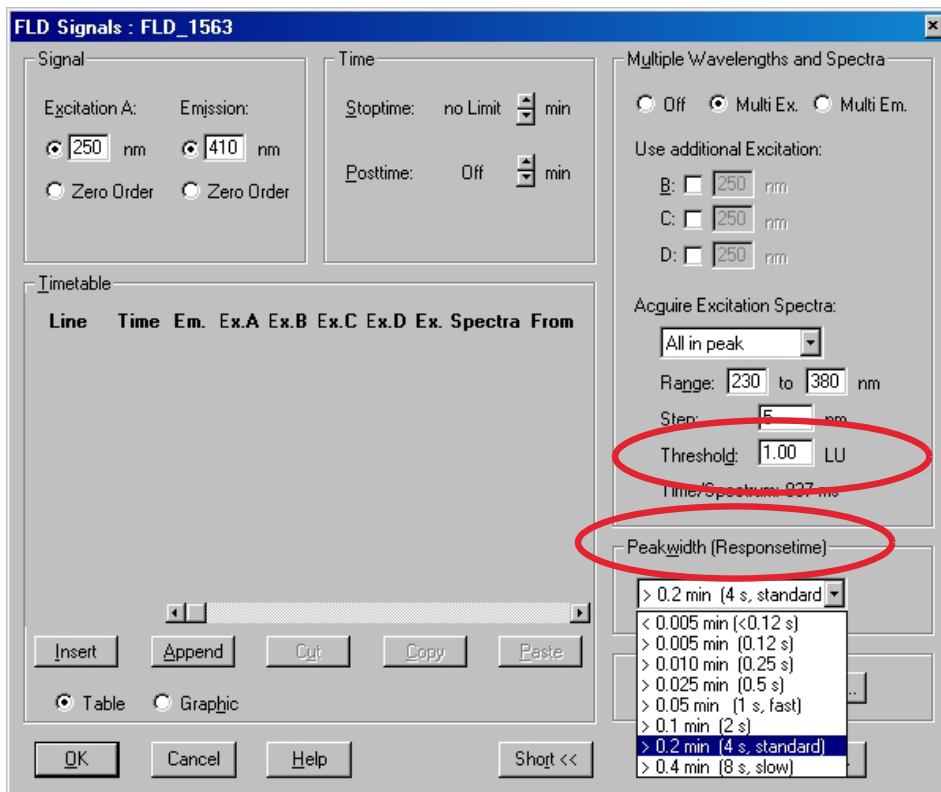 FLD Signals : FLD_1563
Signal
Excitation A: Emission:
250 nm 410 nm
Zero Order Zero Order
Time
Stoptime: no Limit min
Posttime: Off min
Multiple Wavelengths and Spectra
Off Multi Ex. Multi Em.
Use additional Excitation:
B: 250 nm
C: 250 nm
D: 250 nm
Acquire Excitation Spectra:
All in peak
Range: 230 to 380 nm
Step: 5 nm
Threshold: 1.00 LU
Time/Spectrum: 937 ms
Timetable
Line Time Em. Ex.A Ex.B Ex.C Ex.D Ex. Spectra From
Insert Append Cut Copy Paste
Table Graphic
OK Cancel Help Short <<
Peakwidth (Responsetime)
> 0.2 min (4 s, standard
< 0.005 min (<0.12 s)
> 0.005 min (0.12 s)
> 0.010 min (0.25 s)
> 0.025 min (0.5 s)
> 0.05 min (1 s, fast)
> 0.1 min (2 s)
> 0.2 min (4 s, standard)
> 0.4 min (8 s, slow)